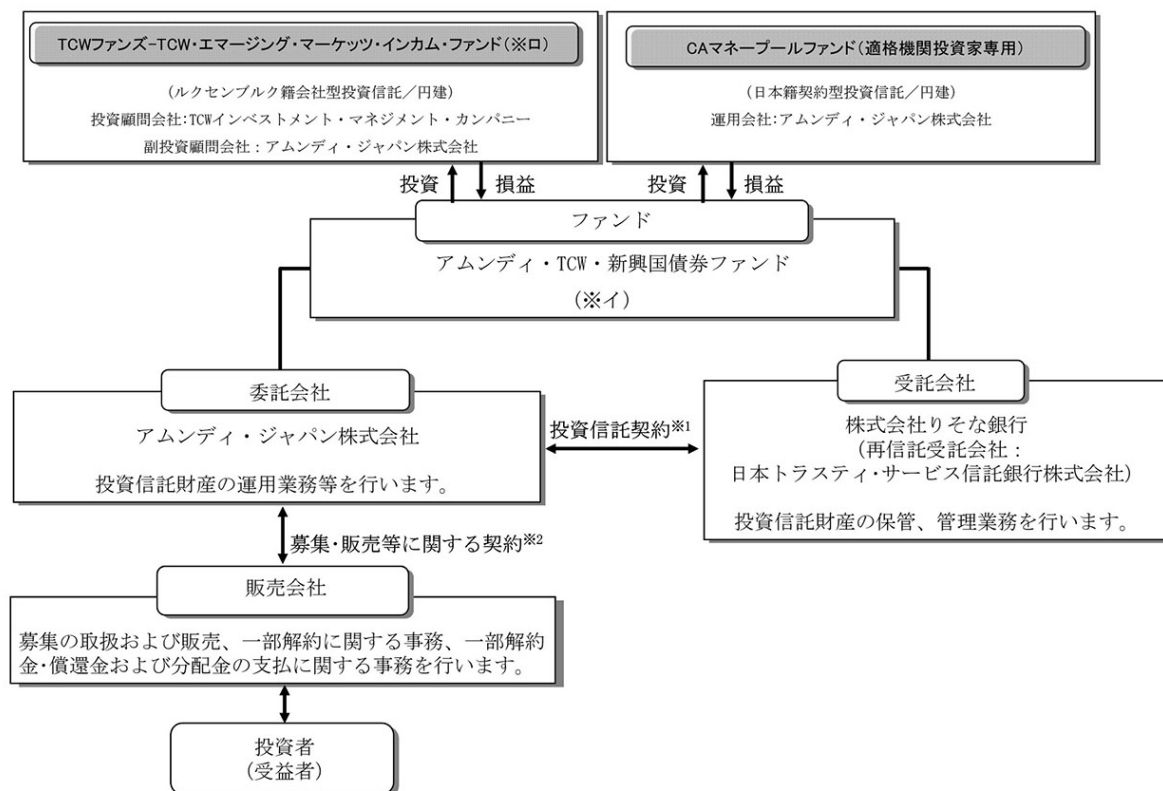 TCWファンズ-TCW・エマージング・マーケッツ・インカム・ファンド(※ロ)
(ルクセンブルク籍会社型投資信託／円建)
投資顧問会社:TCWインベストメント・マネジメント・カンパニー
副投資顧問会社：アムンディ・ジャパン株式会社
CAマネープールファンド(適格機関投資家専用)
(日本籍契約型投資信託／円建)
運用会社:アムンディ・ジャパン株式会社
投資
損益
投資
損益
ファンド
アムンディ・TCW・新興国債券ファンド
(※イ)
委託会社
アムンディ・ジャパン株式会社
投資信託財産の運用業務等を行います。
投資信託契約※1
受託会社
株式会社りそな銀行
(再信託受託会社：
日本トラスティ・サービス信託銀行株式会社)
投資信託財産の保管、管理業務を行います。
募集・販売等に関する契約※2
販売会社
募集の取扱および販売、一部解約に関する事務、一部解約
金・償還金および分配金の支払に関する事務を行います。
投資者
(受益者)